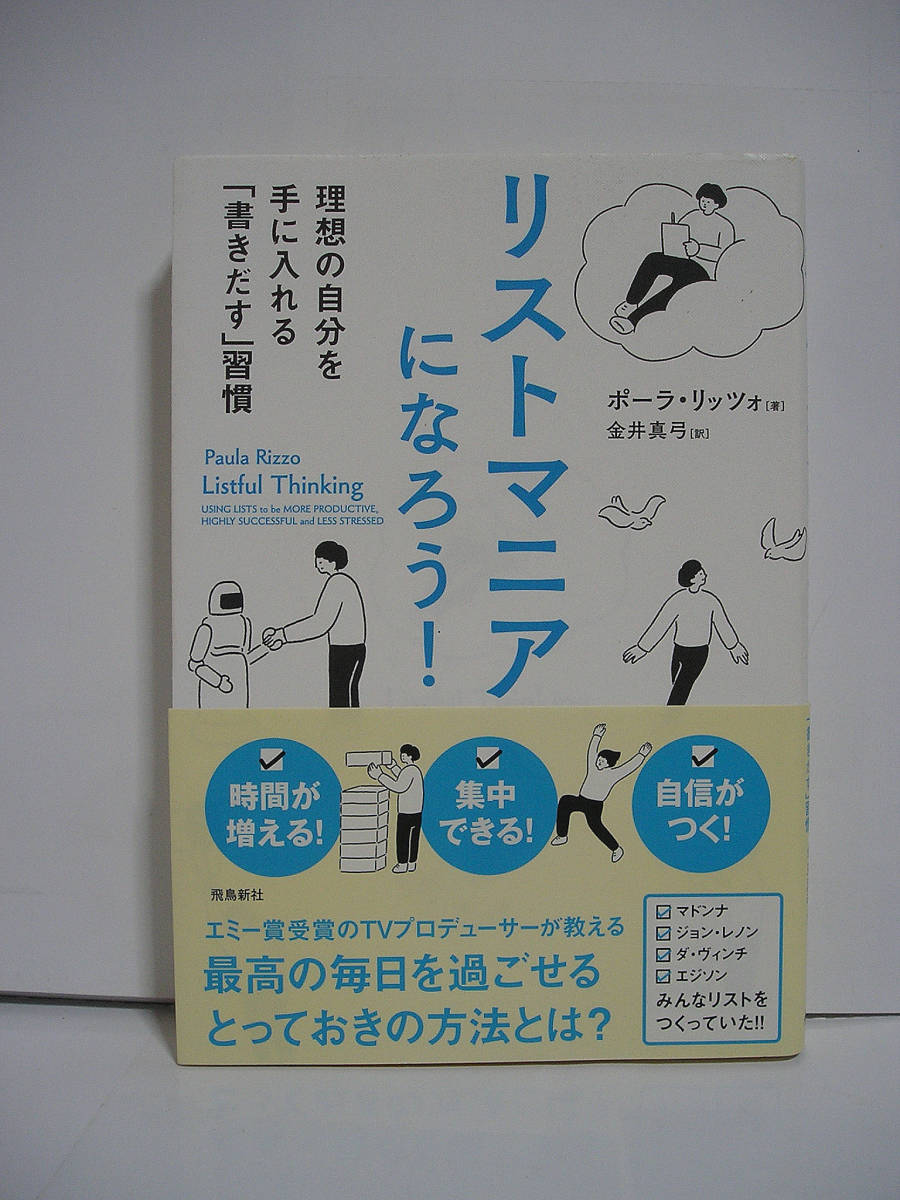 リストマニア
になろう!
理想の自分を
手に入れる
「書きだす」習慣
ポーラ・リッツォ[著]
金井真弓[訳]
Paula Rizzo
Listful Thinking
USING LISTS to be MORE PRODUCTIVE,
HIGHLY SUCCESSFUL and LESS STRESSED
時間が
増える!
集中
できる!
自信が
つく!
飛鳥新社
エミー賞受賞のTVプロデューサーが教える
最高の毎日を過ごせる
とっておきの方法とは?
マドンナ
ジョン・レノン
ダ・ヴィンチ
エジソン
みんなリストを
つくっていた!!